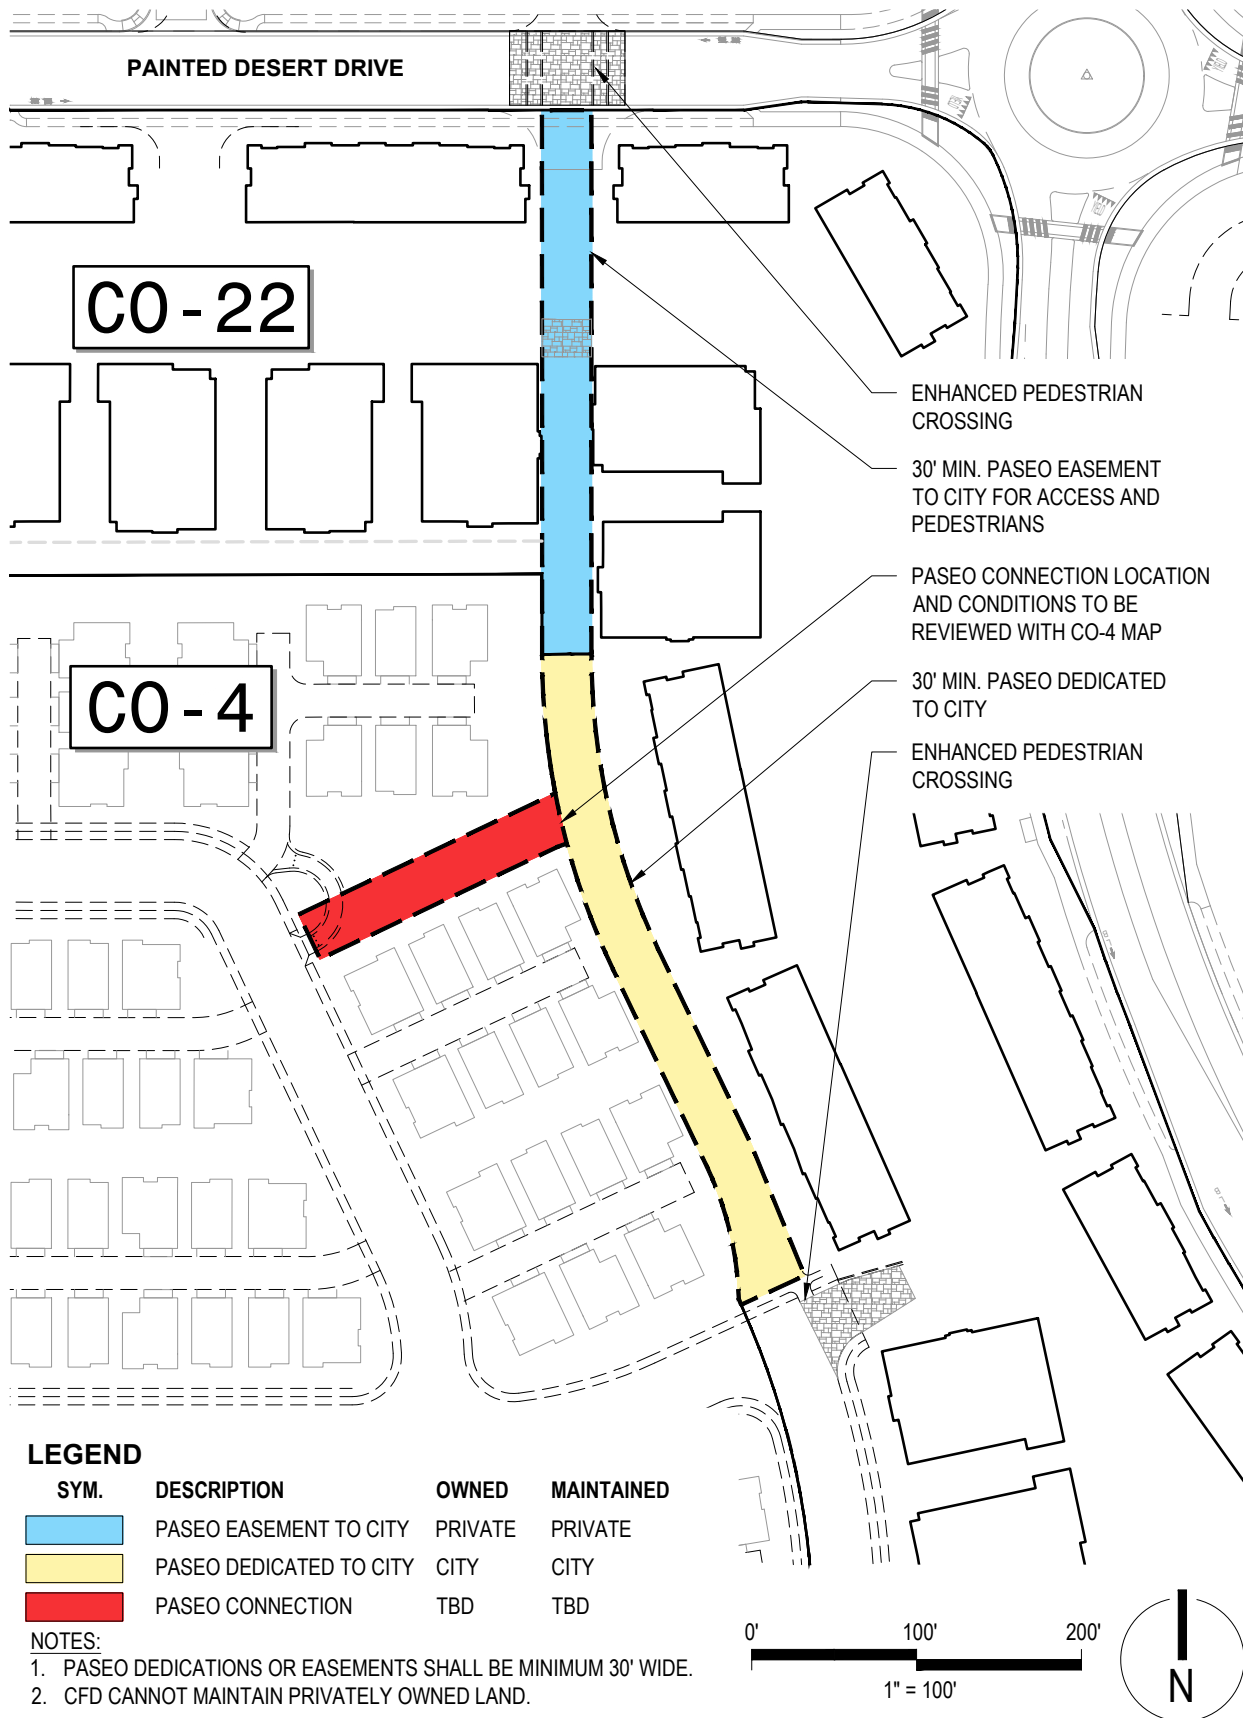 PAINTED DESERT DRIVE
CO-22
ENHANCED PEDESTRIAN
CROSSING
30' MIN. PASEO EASEMENT
TO CITY FOR ACCESS AND
PEDESTRIANS
PASEO CONNECTION LOCATION
AND CONDITIONS TO BE
REVIEWED WITH CO-4 MAP
CO-4
30' MIN. PASEO DEDICATED
TO CITY
ENHANCED PEDESTRIAN
CROSSING
LEGEND
SYM. DESCRIPTION OWNED MAINTAINED
PASEO EASEMENT TO CITY PRIVATE PRIVATE
PASEO DEDICATED TO CITY CITY CITY
PASEO CONNECTION TBD TBD
NOTES:
1. PASEO DEDICATIONS OR EASEMENTS SHALL BE MINIMUM 30' WIDE.
2. CFD CANNOT MAINTAIN PRIVATELY OWNED LAND.
0' 100' 200'
1" = 100'
N